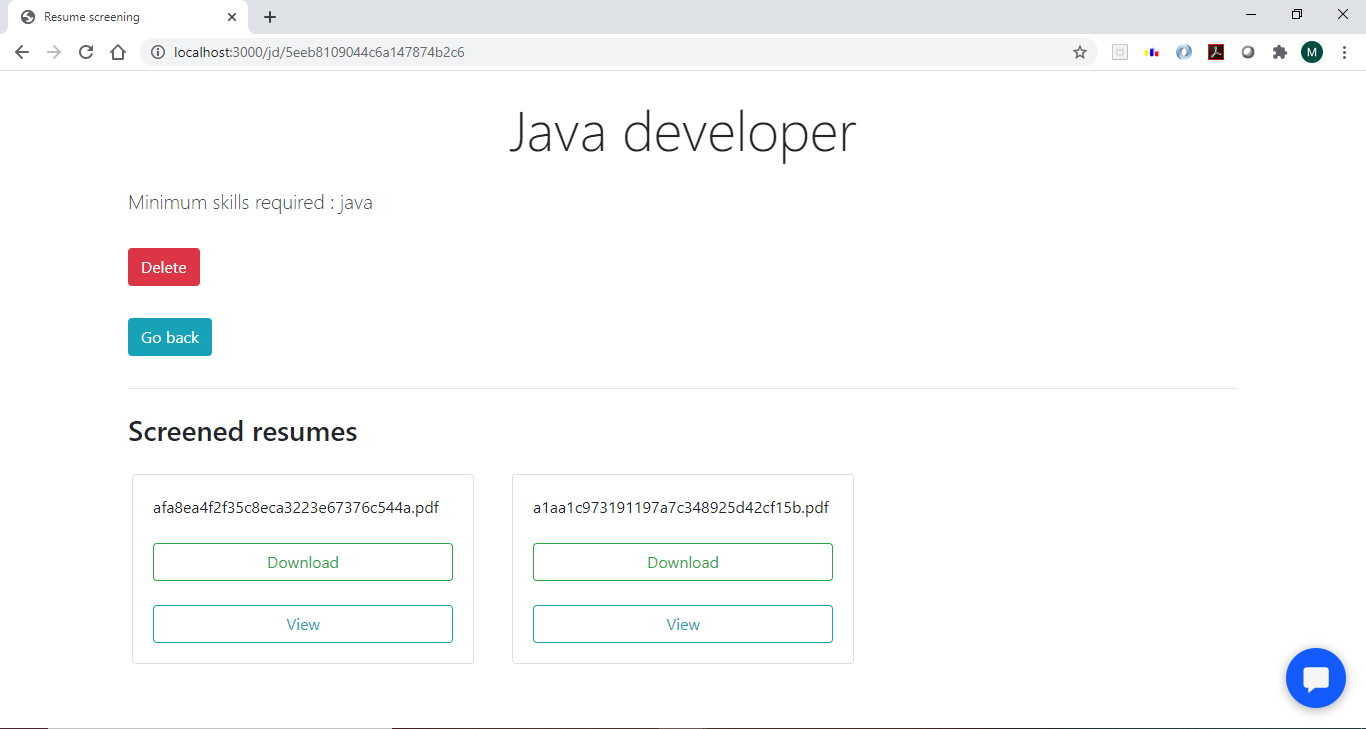 Resume screening
localhost:3000/jd/5eeb8109044c6a147874b2c6
M
Java developer
Minimum skills required : java
Delete
Go back
Screened resumes
afa8ea4f2f35c8eca3223e67376c544a.pdf
Download
View
a1aa1c973191197a7c348925d42cf15b.pdf
Download
View